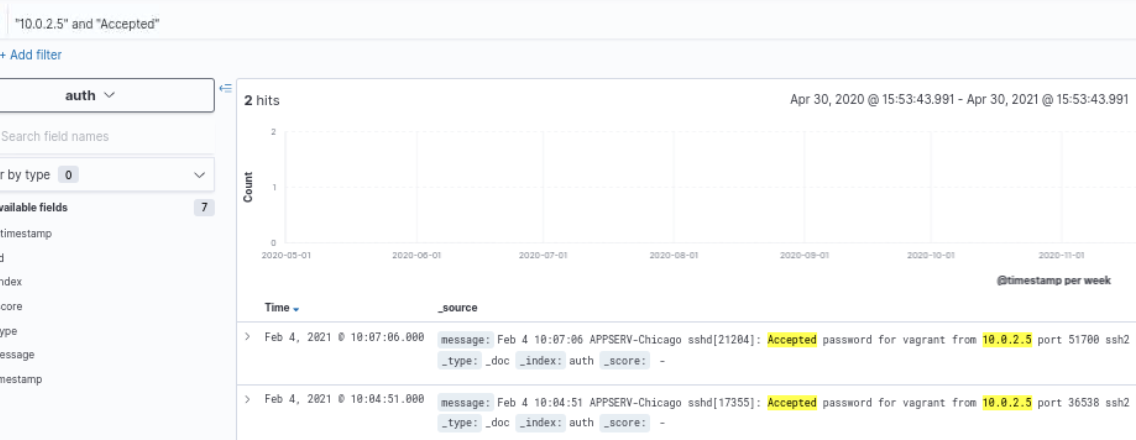 "10.0.2.5" and "Accepted"
+ Add filter
auth
2 hits
Apr 30, 2020 @ 15:53:43.991 - Apr 30, 2021 @ 15:53:43.991
Search field names
r by type 0
vailable fields 7
timestamp
d
ndex
core
ype
essage
mestamp
Count
2
1
0
2020-05-01 2020-06-01 2020-07-01 2020-08-01 2020-09-01 2020-10-01 2020-11-01
@timestamp per week
Time _source
Feb 4, 2021 @ 10:07:06.000 message: Feb 4 10:07:06 APPSERV-Chicago sshd[21204]: Accepted password for vagrant from 10.0.2.5 port 51700 ssh2
_type: _doc _index: auth _score: -
Feb 4, 2021 @ 10:04:51.000 message: Feb 4 10:04:51 APPSERV-Chicago sshd[17355]: Accepted password for vagrant from 10.0.2.5 port 36538 ssh2
_type: _doc _index: auth _score: -